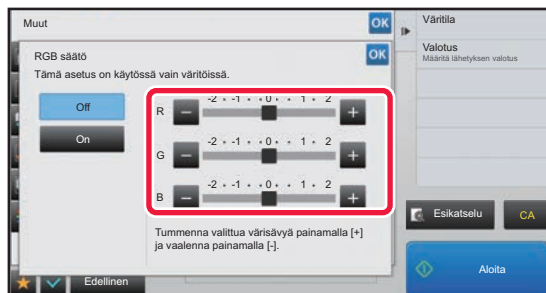 Muut
OK
RGB säätö
OK
Tämä asetus on käytössä vain väritöissä.
Off
On
-2 • -1 • •0• • 1 • 2
R − +
-2 • -1 • •0• • 1 • 2
G − +
-2 • -1 • •0• • 1 • 2
B − +
Tummenna valittua värisävyä painamalla [+]
ja vaalenna painamalla [-].
Edellinen
Väritila
Valotus
Määritä lähetyksen valotus
Esikatselu
CA
Aloita